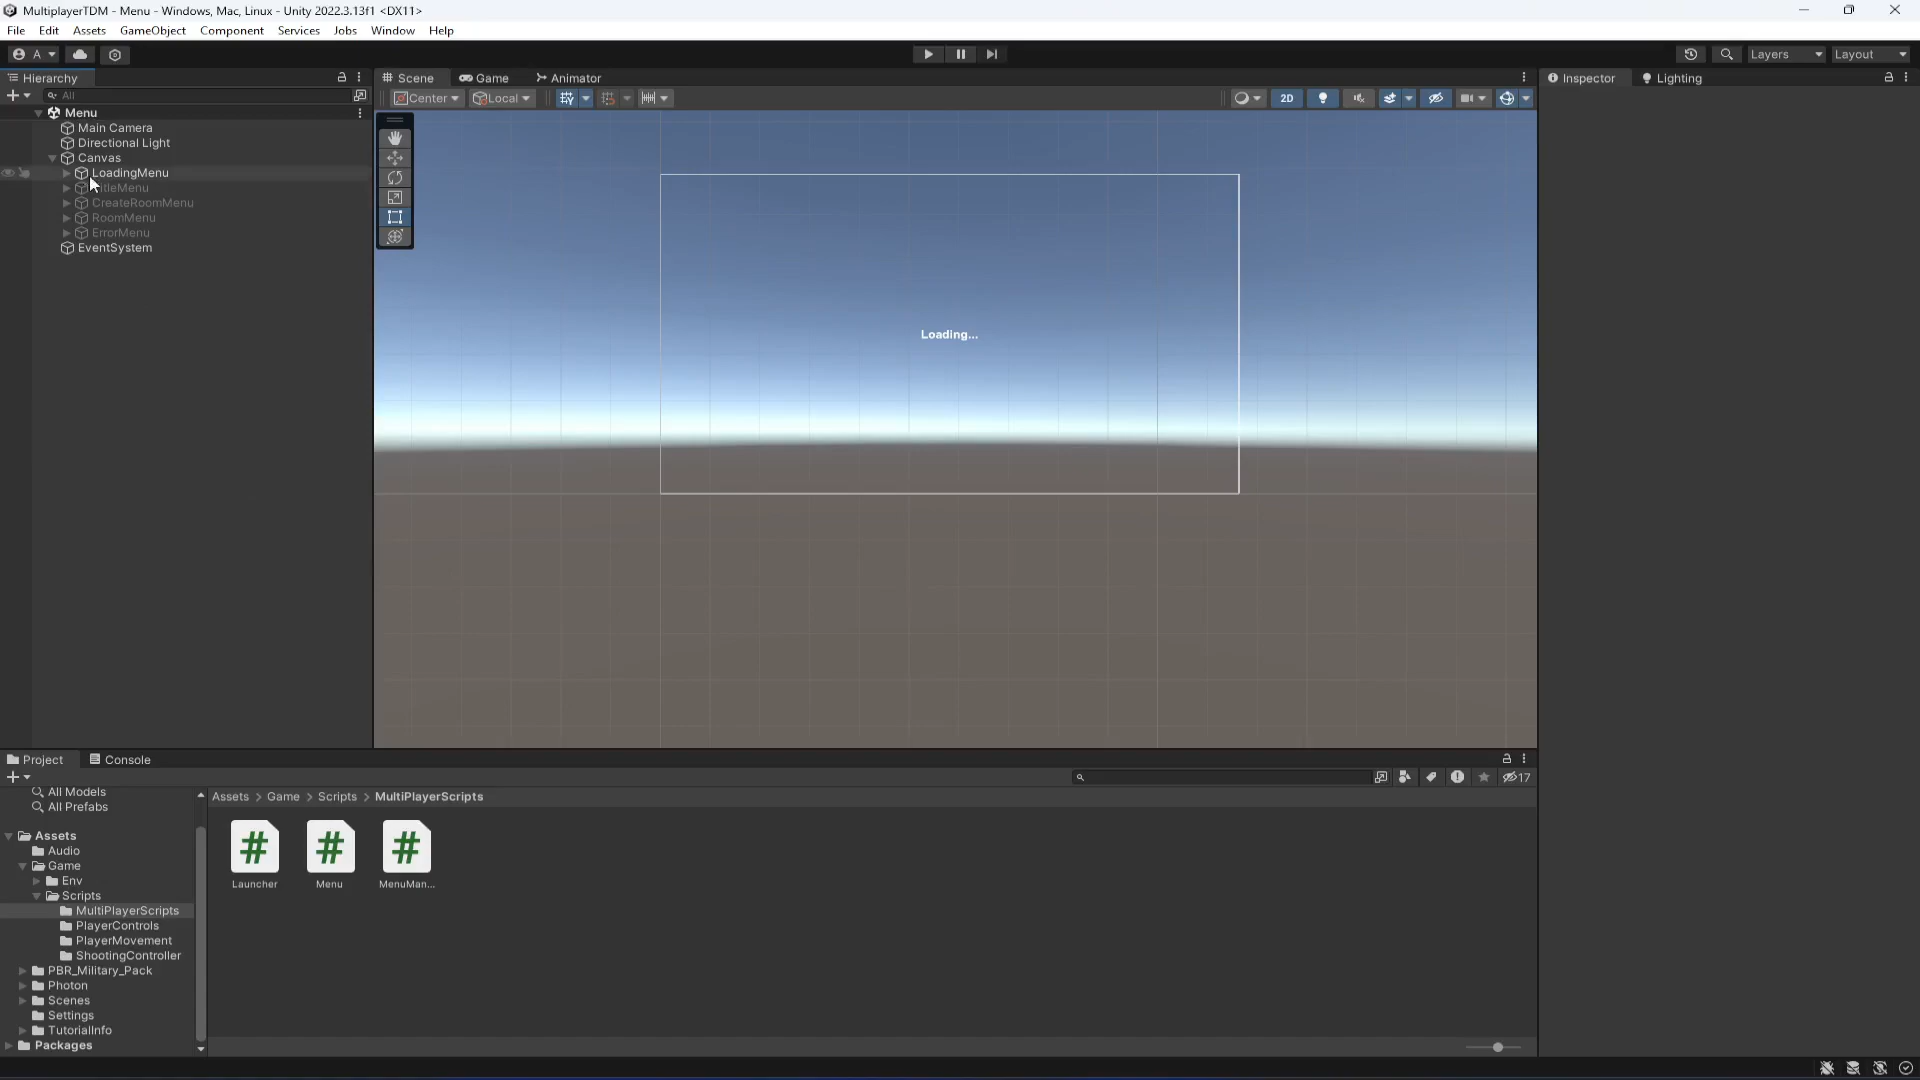 MultiplayerTDM - Menu - Windows, Mac, Linux - Unity 2022.3.13f1 <DX11>
File Edit Assets GameObject Component Services Jobs Window Help
A Layers Layout
Hierarchy
All
Menu
Main Camera
Directional Light
Canvas
LoadingMenu
CreateRoomMenu
RoomMenu
ErrorMenu
EventSystem
Scene Game Animator
Center Local 2D
Loading...
Inspector Lighting
Project Console
17
All Models
All Prefabs
Assets
Audio
Game
Env
Scripts
MultiPlayerScripts
PlayerControls
PlayerMovement
ShootingController
PBR_Military_Pack
Photon
Scenes
Settings
TutorialInfo
Packages
Assets > Game > Scripts > MultiPlayerScripts
# # #
Launcher Menu MenuMan...